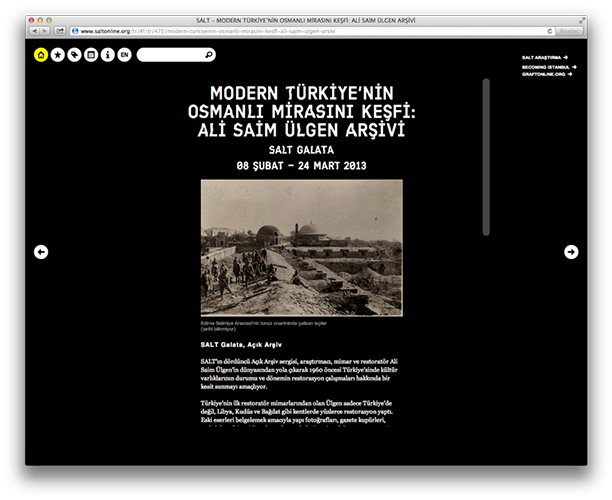 SALT – MODERN TÜRKİYE'NİN OSMANLI MİRASINI KEŞFİ: ALİ SAİM ÜLGEN ARŞİVİ
www.saltonline.org/tr/#!/tr/472/modern-turkiyenin-osmanli-mirasini-kesfi-ali-saim-ulgen-arsivi
Reader
EN
SALT ARAŞTIRMA
BECOMING ISTANBUL
GRAFTONLINE.ORG
MODERN TÜRKİYE'NİN
OSMANLI MİRASINI KEŞFİ:
ALİ SAİM ÜLGEN ARŞİVİ
SALT GALATA
08 ŞUBAT – 24 MART 2013
Edirne Selimiye Arastası'nın tonoz onarımında çalışan işçiler
(tarihi bilinmiyor)
SALT Galata, Açık Arşiv
SALT'ın dördüncü Açık Arşiv sergisi, araştırmacı, mimar ve restoratör Ali
Saim Ülgen'in dünyasından yola çıkarak 1960 öncesi Türkiye'sinde kültür
varlıklarının durumu ve dönemin restorasyon çalışmaları hakkında bir
kesit sunmayı amaçlıyor.
Türkiye'nin ilk restoratör mimarlarından olan Ülgen sadece Türkiye'de
değil, Libya, Kudüs ve Bağdat gibi kentlerde yüzlerce restorasyon yaptı.
Eski eserleri belgelemek amacıyla yapı fotoğrafları, gazete kupürleri,